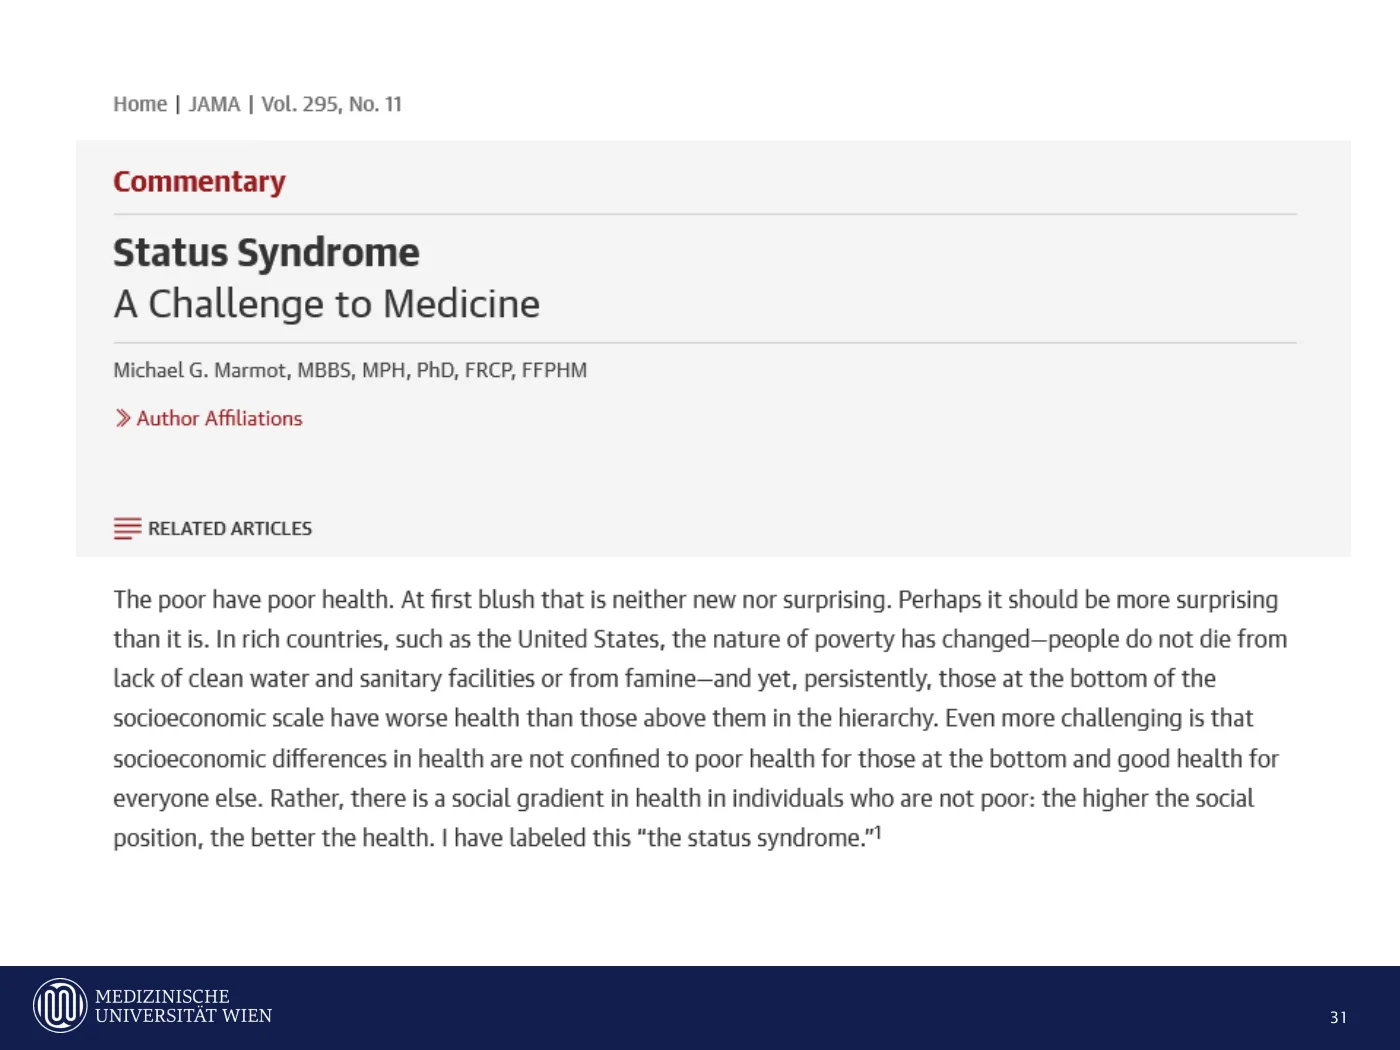 Home | JAMA | Vol. 295, No. 11
Commentary
Status Syndrome
A Challenge to Medicine
Michael G. Marmot, MBBS, MPH, PhD, FRCP, FFPHM
Author Affiliations
RELATED ARTICLES
The poor have poor health. At first blush that is neither new nor surprising. Perhaps it should be more surprising
than it is. In rich countries, such as the United States, the nature of poverty has changed—people do not die from
lack of clean water and sanitary facilities or from famine—and yet, persistently, those at the bottom of the
socioeconomic scale have worse health than those above them in the hierarchy. Even more challenging is that
socioeconomic differences in health are not confined to poor health for those at the bottom and good health for
everyone else. Rather, there is a social gradient in health in individuals who are not poor: the higher the social
position, the better the health. I have labeled this “the status syndrome.”1
MEDIZINISCHE
UNIVERSITÄT WIEN
31